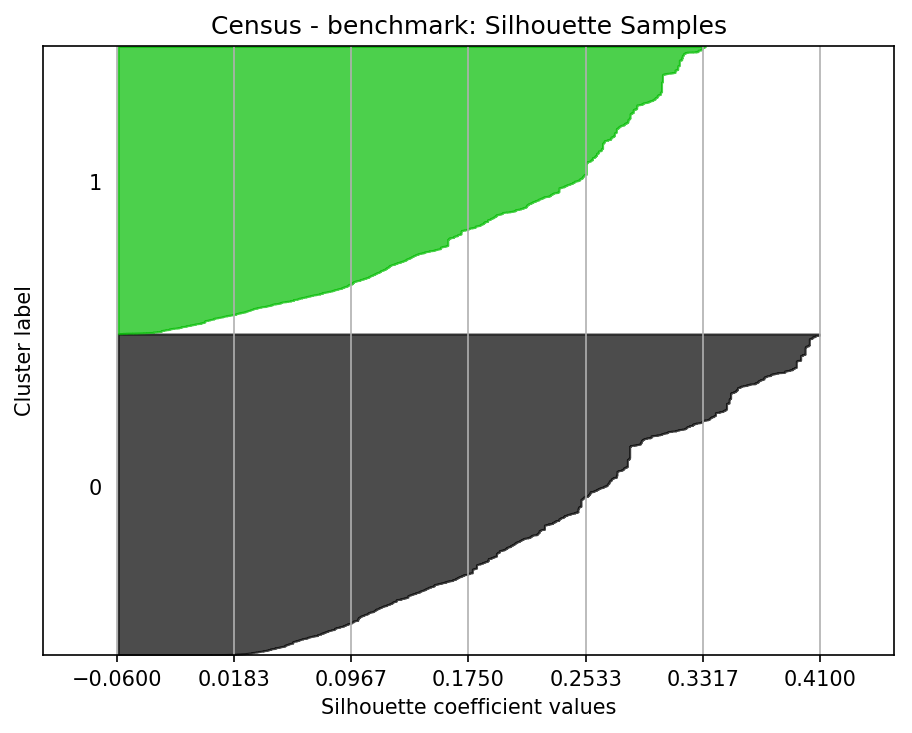 Census - benchmark: Silhouette Samples
Cluster label
1
0
−0.0600 0.0183 0.0967 0.1750 0.2533 0.3317 0.4100
Silhouette coefficient values